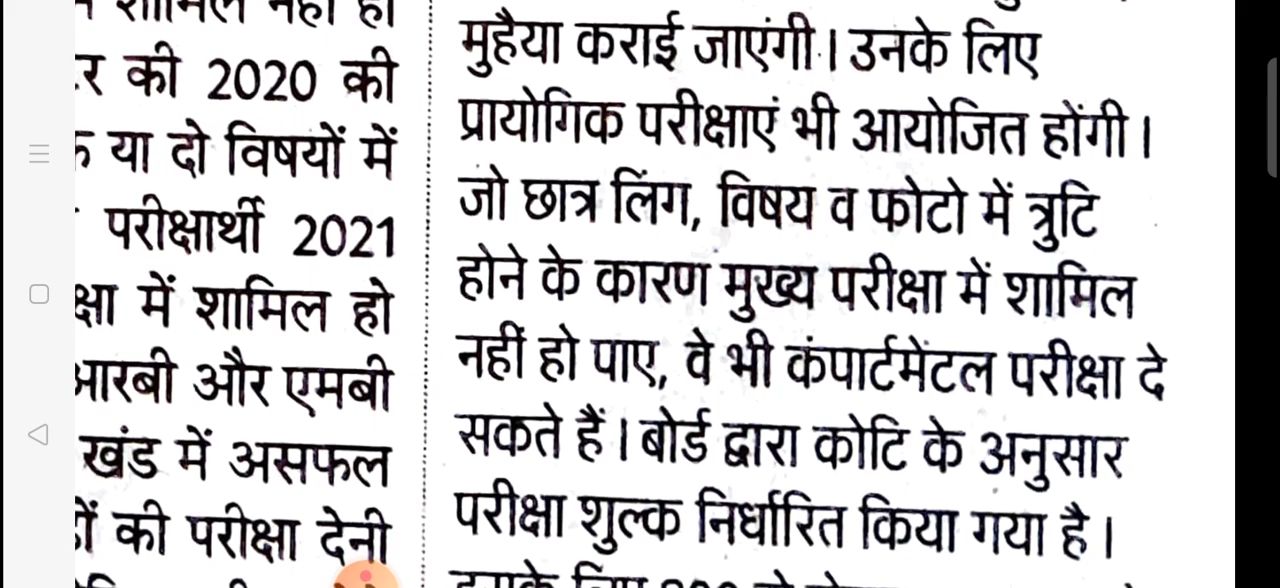 शामिल नहीं हो
की 2020 की
या दो विषयों में
परीक्षार्थी 2021
में शामिल हो
और एमबी
खंड में असफल
की परीक्षा देनी
मुहैया कराई जाएंगी। उनके लिए
प्रायोगिक परीक्षाएं भी आयोजित होंगी।
जो छात्र लिंग, विषय व फोटो में त्रुटि
होने के कारण मुख्य परीक्षा में शामिल
नहीं हो पाए, वे भी कंपार्टमेंटल परीक्षा दे
सकते हैं। बोर्ड द्वारा कोटि के अनुसार
परीक्षा शुल्क निर्धारित किया गया है।